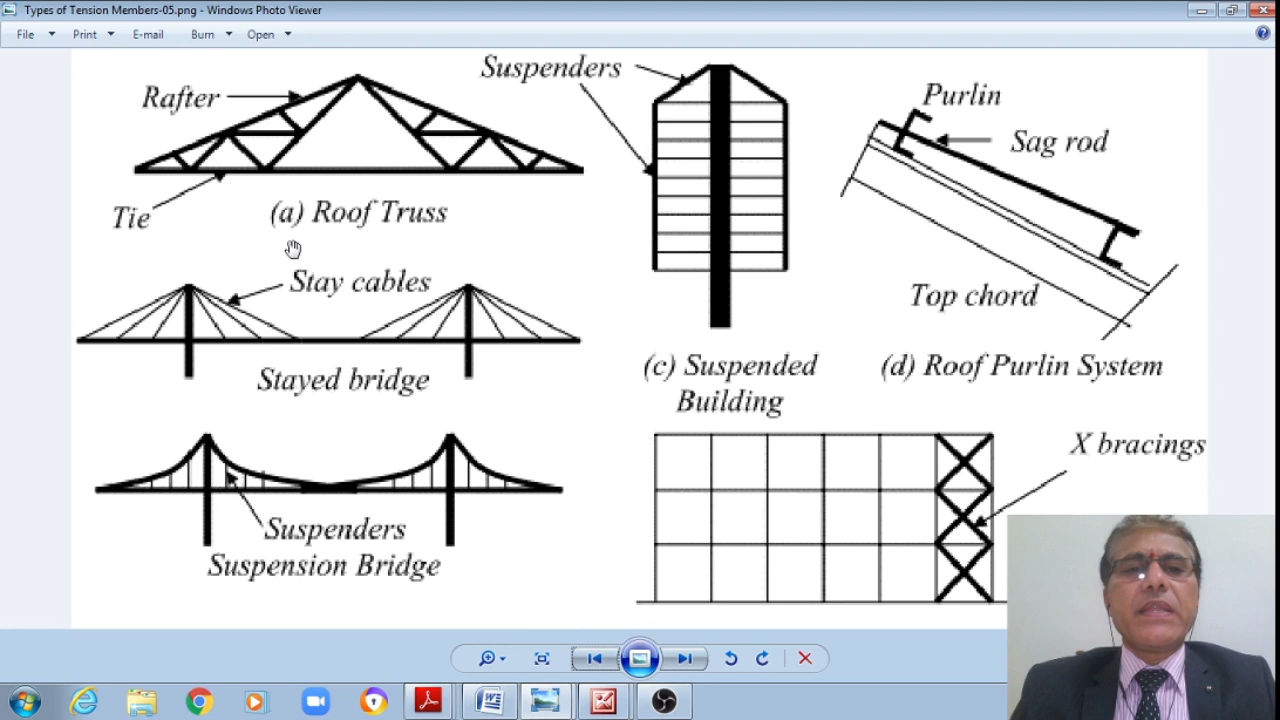 Types of Tension Members-05.png - Windows Photo Viewer
File Print E-mail Burn Open
Suspenders
Rafter
Purlin
Sag rod
Tie
(a) Roof Truss
Stay cables
Top chord
Stayed bridge
(c) Suspended
Building
(d) Roof Purlin System
X bracings
Suspenders
Suspension Bridge